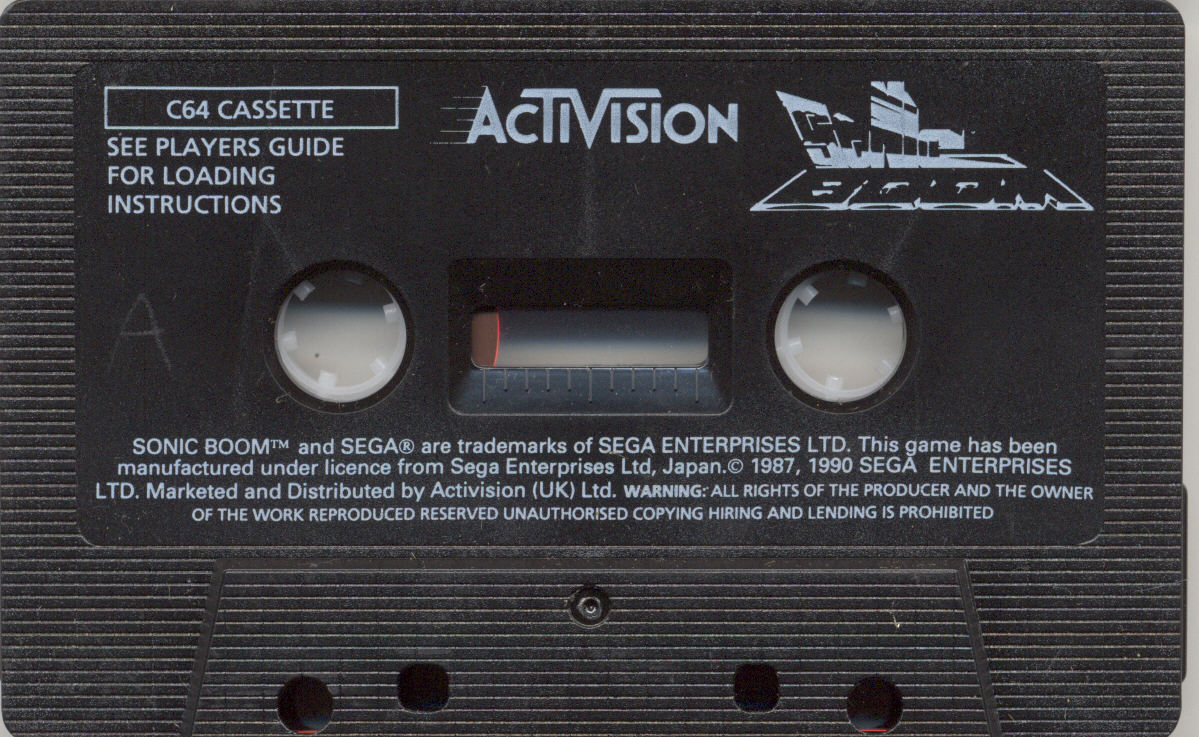 C64 CASSETTE
SEE PLAYERS GUIDE
FOR LOADING
INSTRUCTIONS
ACTIVISION
SONIC
BOOM
A
SONIC BOOM™ and SEGA® are trademarks of SEGA ENTERPRISES LTD. This game has been
manufactured under licence from Sega Enterprises Ltd, Japan.© 1987, 1990 SEGA ENTERPRISES
LTD. Marketed and Distributed by Activision (UK) Ltd. WARNING: ALL RIGHTS OF THE PRODUCER AND THE OWNER
OF THE WORK REPRODUCED RESERVED UNAUTHORISED COPYING HIRING AND LENDING IS PROHIBITED